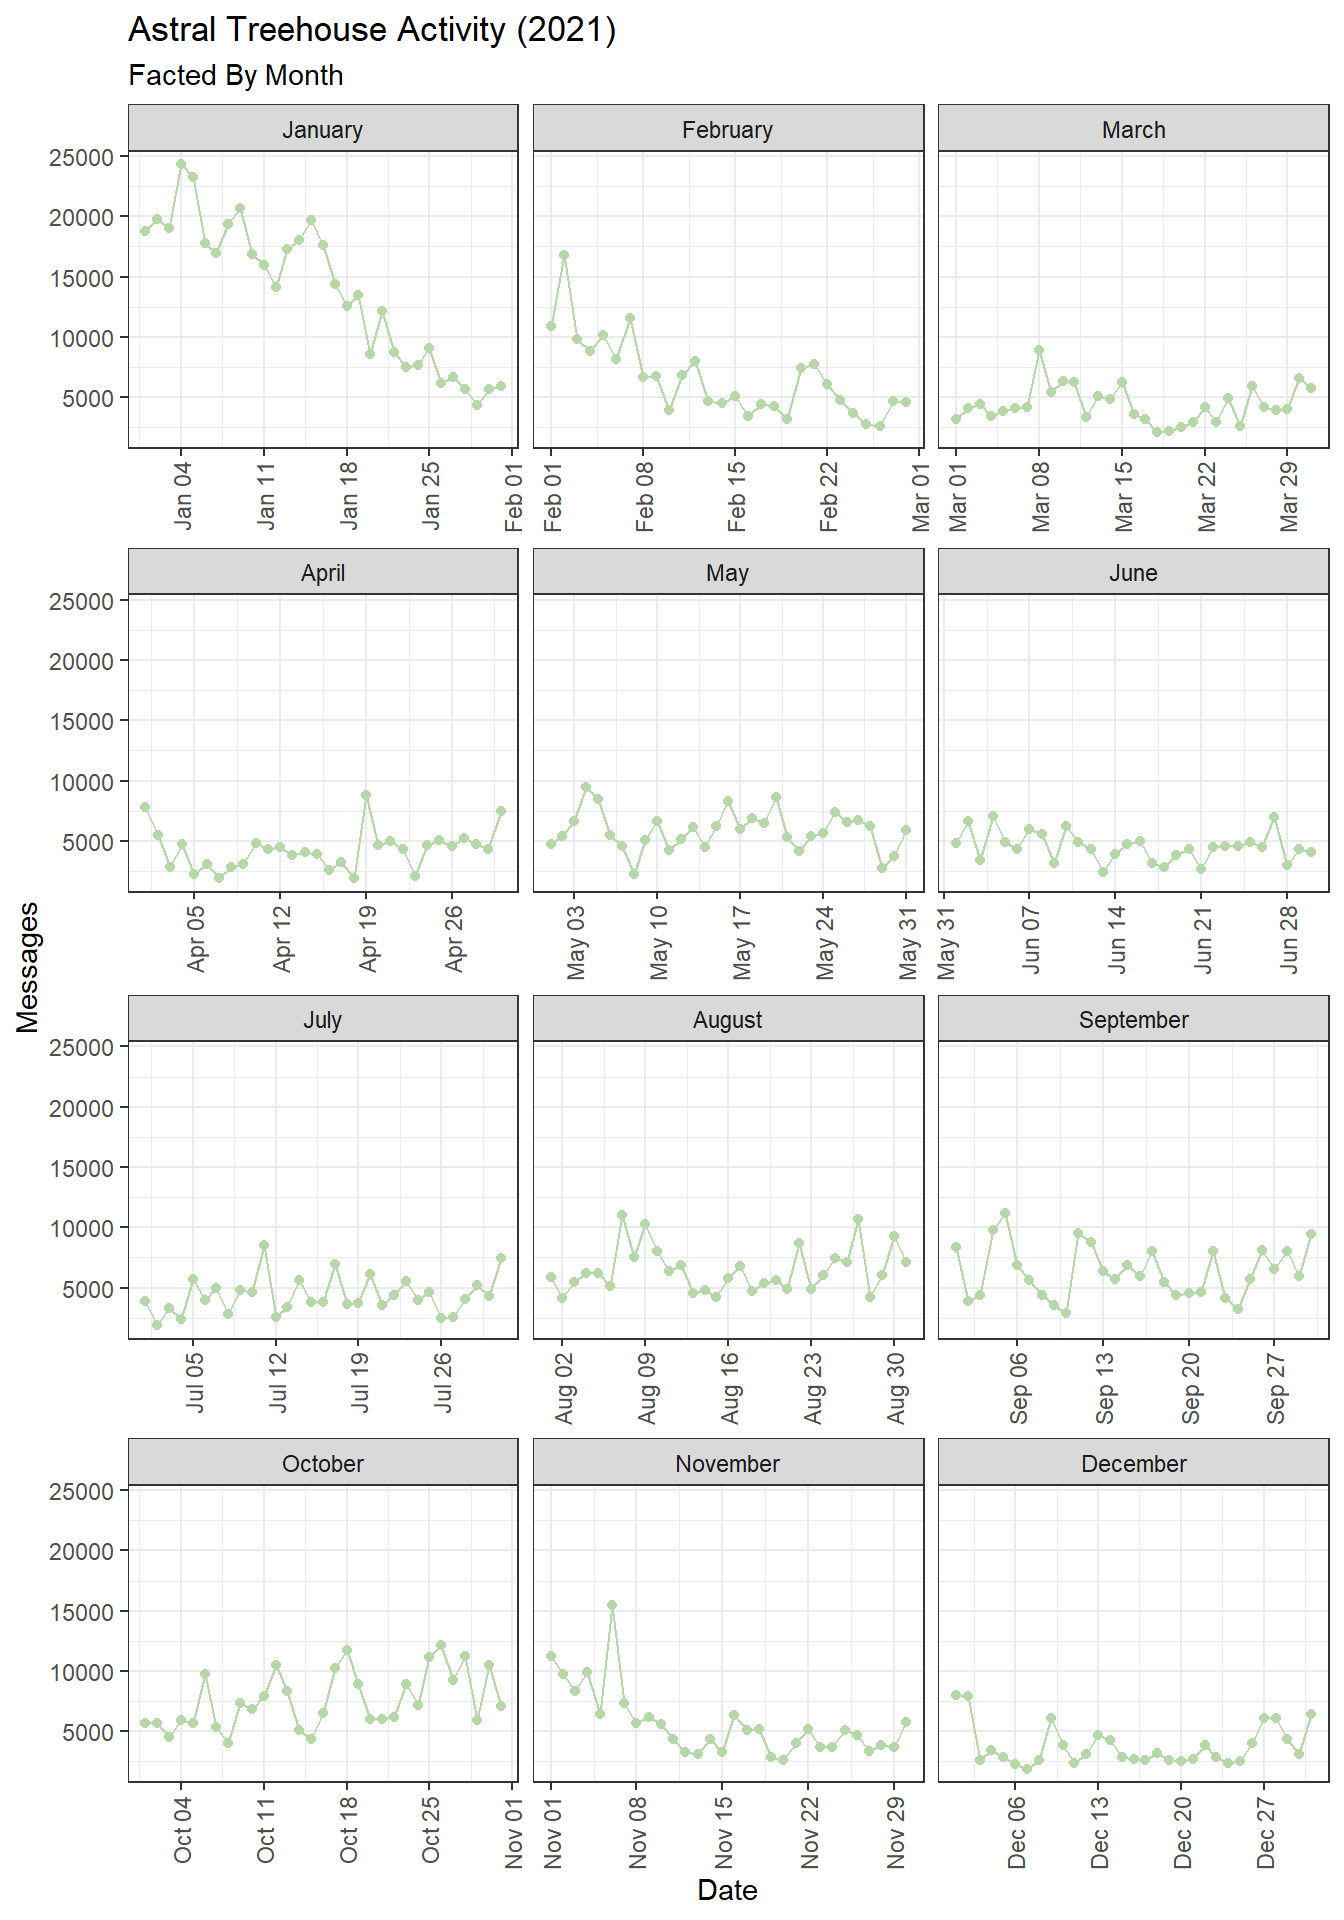 Astral Treehouse Activity (2021)
Facted By Month
January
February
March
25000
20000
15000
10000
5000
Jan 04
Jan 11
Jan 18
Jan 25
Feb 01
Feb 01
Feb 08
Feb 15
Feb 22
Mar 01
Mar 01
Mar 08
Mar 15
Mar 22
Mar 29
April
May
June
25000
20000
15000
10000
5000
Apr 05
Apr 12
Apr 19
Apr 26
May 03
May 10
May 17
May 24
May 31
May 31
Jun 07
Jun 14
Jun 21
Jun 28
Messages
July
August
September
25000
20000
15000
10000
5000
Jul 05
Jul 12
Jul 19
Jul 26
Aug 02
Aug 09
Aug 16
Aug 23
Aug 30
Sep 06
Sep 13
Sep 20
Sep 27
October
November
December
25000
20000
15000
10000
5000
Oct 04
Oct 11
Oct 18
Oct 25
Nov 01
Nov 01
Nov 08
Nov 15
Nov 22
Nov 29
Dec 06
Dec 13
Dec 20
Dec 27
Date